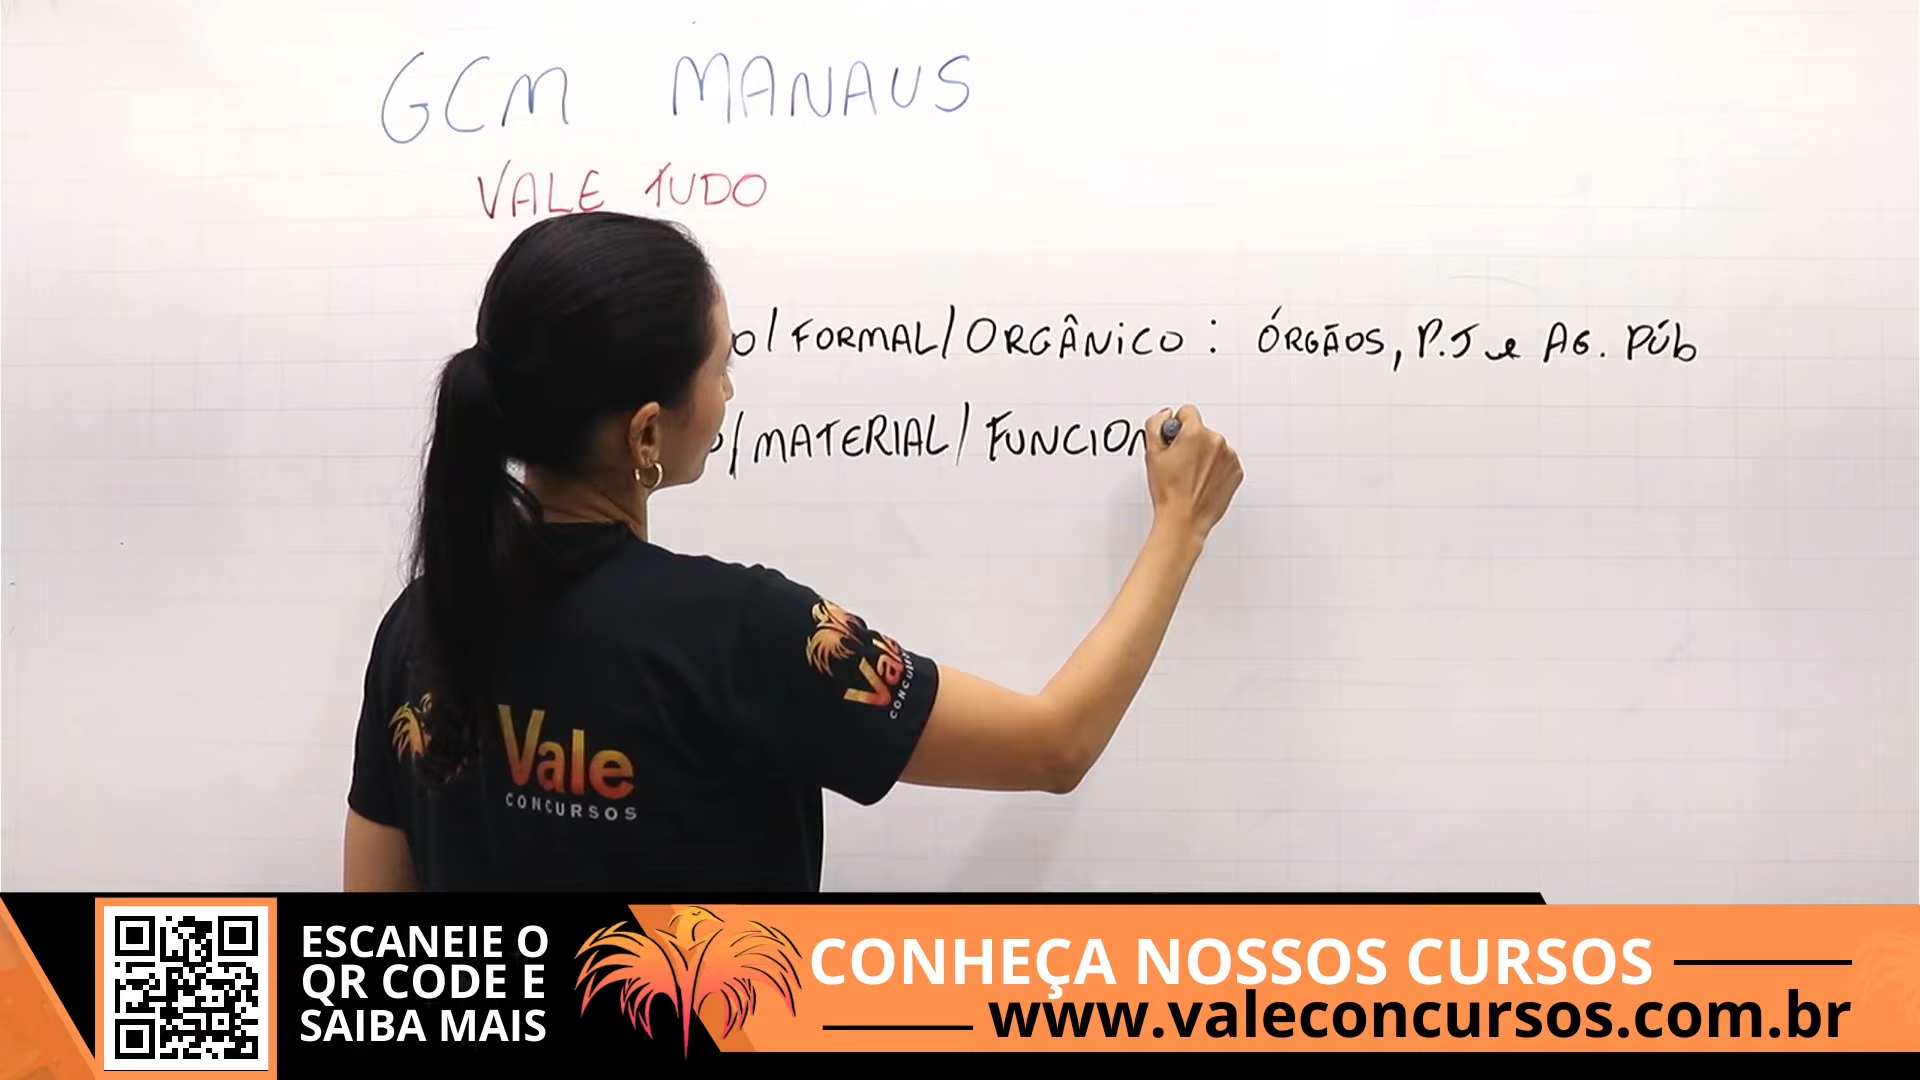 GCM MANAUS
VALE TUDO
O/FORMAL/ORGÂNICO: ÓRGÃOS, P.J e AG. PÚB
O/MATERIAL/FUNCION
Vale
CONCURSOS
Vale
ESCANEIE O
QR CODE E
SAIBA MAIS
CONHEÇA NOSSOS CURSOS
www.valeconcursos.com.br